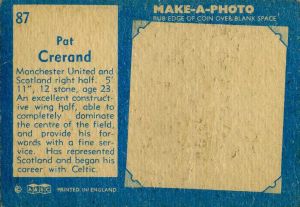 87
Pat
Crerand
Manchester United and
Scotland right half. 5'
11", 12 stone, age 23.
An excellent construct-
ive wing half, able to
completely dominate
the centre of the field,
and provide his for-
wards with a fine ser-
vice. Has represented
Scotland and began his
career with Celtic.
© A&BC PRINTED IN ENGLAND
MAKE-A-PHOTO
RUB EDGE OF COIN OVER BLANK SPACE